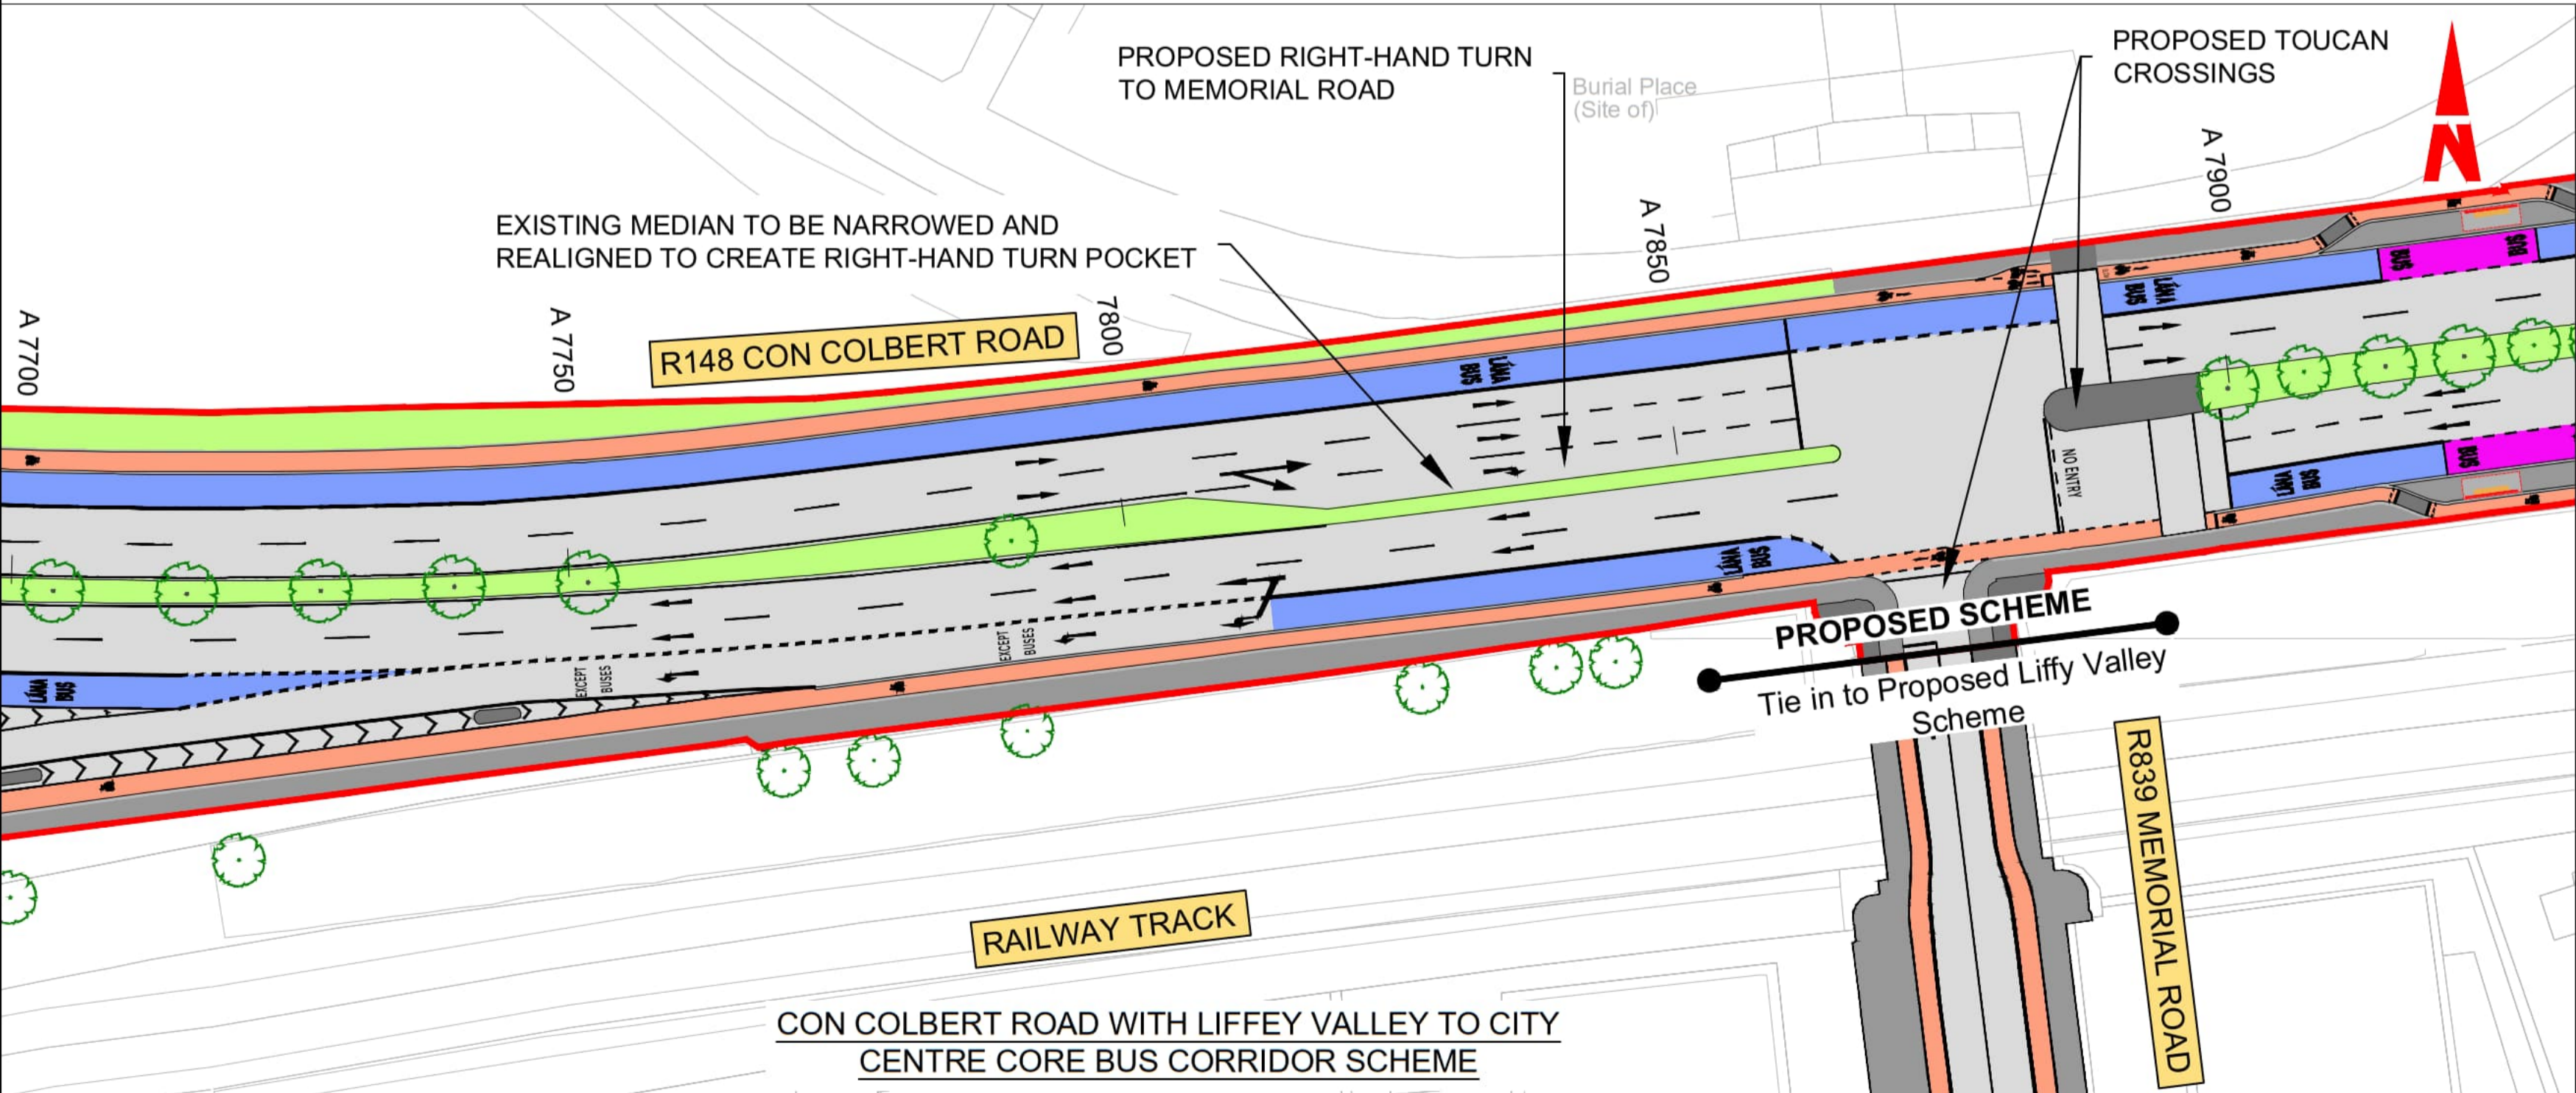 PROPOSED RIGHT-HAND TURN
TO MEMORIAL ROAD
PROPOSED TOUCAN
CROSSINGS
Burial Place
(Site of)
N
A 7900
A 7850
EXISTING MEDIAN TO BE NARROWED AND
REALIGNED TO CREATE RIGHT-HAND TURN POCKET
A 7700
A 7750
7800
R148 CON COLBERT ROAD
LÁNA
BUS
LÁNA
BUS
BUS
BUS
NO ENTRY
BUS
LÁNA
BUS
LÁNA
BUS
EXCEPT
BUSES
EXCEPT
BUSES
LÁNA
BUS
PROPOSED SCHEME
Tie in to Proposed Liffy Valley
Scheme
R839 MEMORIAL ROAD
RAILWAY TRACK
CON COLBERT ROAD WITH LIFFEY VALLEY TO CITY
CENTRE CORE BUS CORRIDOR SCHEME